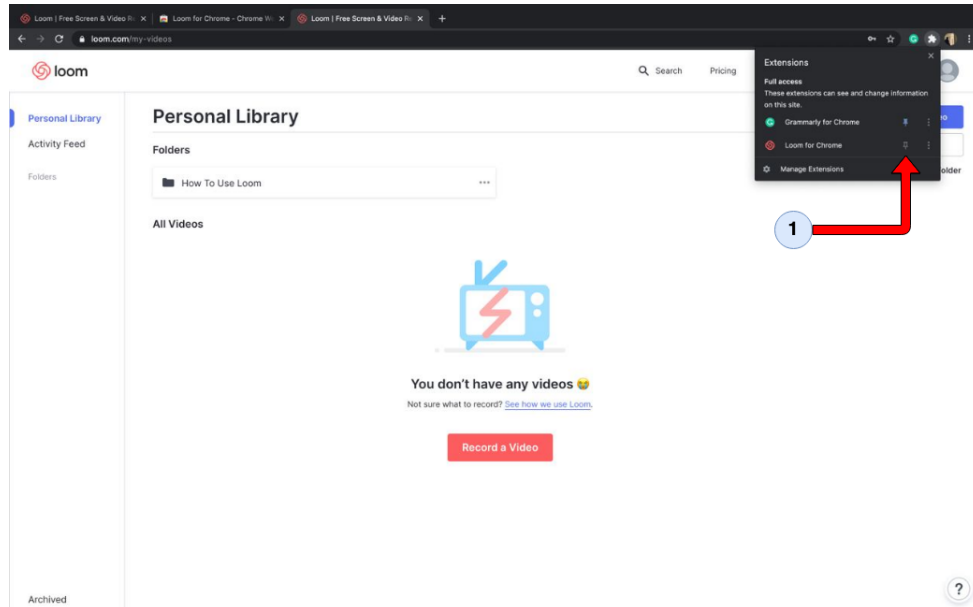 Loom | Free Screen & Video Re
Loom for Chrome - Chrome We
Loom | Free Screen & Video Re
loom.com/my-videos
loom
Search
Pricing
Extensions
Full access
These extensions can see and change information
on this site.
Grammarly for Chrome
Loom for Chrome
Manage Extensions
older
1
Personal Library
Activity Feed
Folders
Archived
Personal Library
Folders
How To Use Loom
All Videos
You don't have any videos 😂
Not sure what to record? See how we use Loom.
Record a Video
?